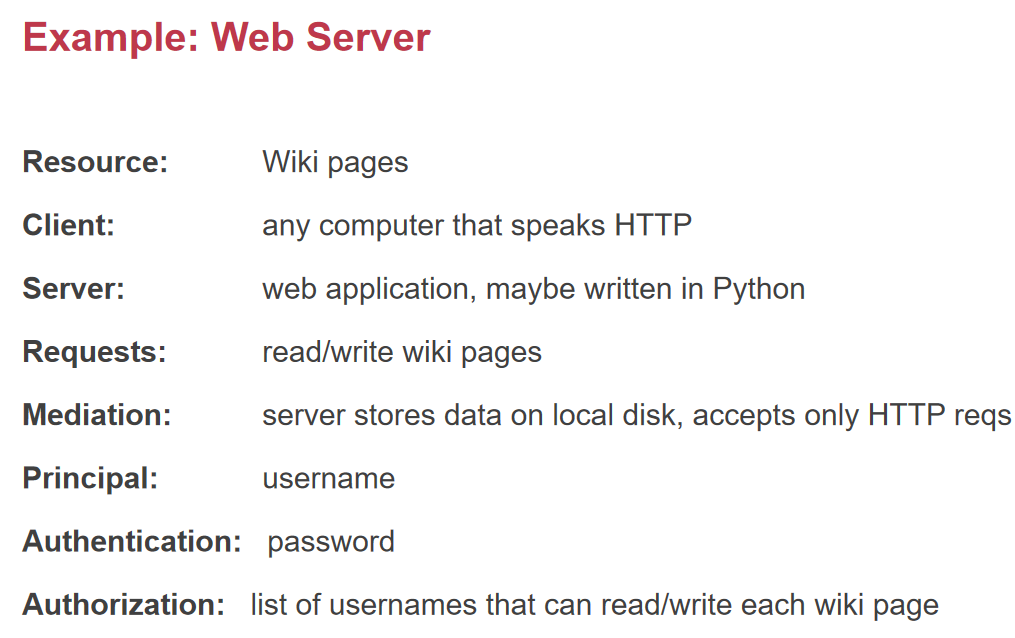 Example: Web Server
Resource: Wiki pages
Client: any computer that speaks HTTP
Server: web application, maybe written in Python
Requests: read/write wiki pages
Mediation: server stores data on local disk, accepts only HTTP reqs
Principal: username
Authentication: password
Authorization: list of usernames that can read/write each wiki page